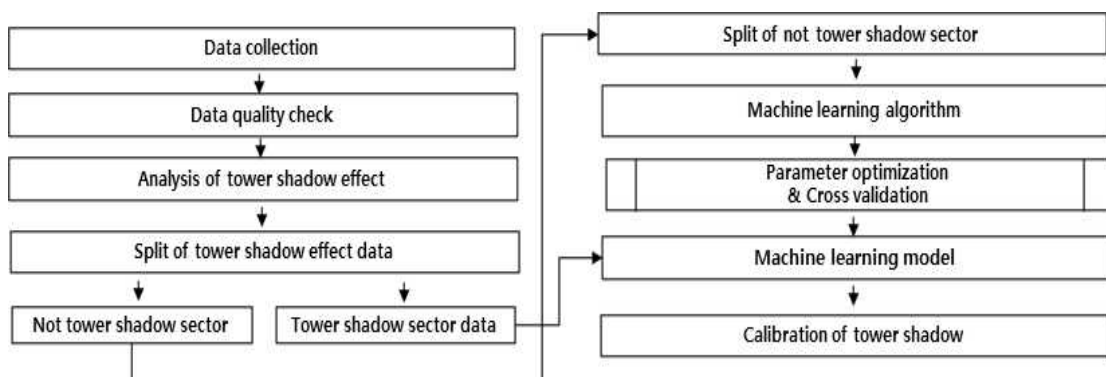 Data collection
Data quality check
Analysis of tower shadow effect
Split of tower shadow effect data
Not tower shadow sector
Tower shadow sector data
Split of not tower shadow sector
Machine learning algorithm
Parameter optimization
& Cross validation
Machine learning model
Calibration of tower shadow